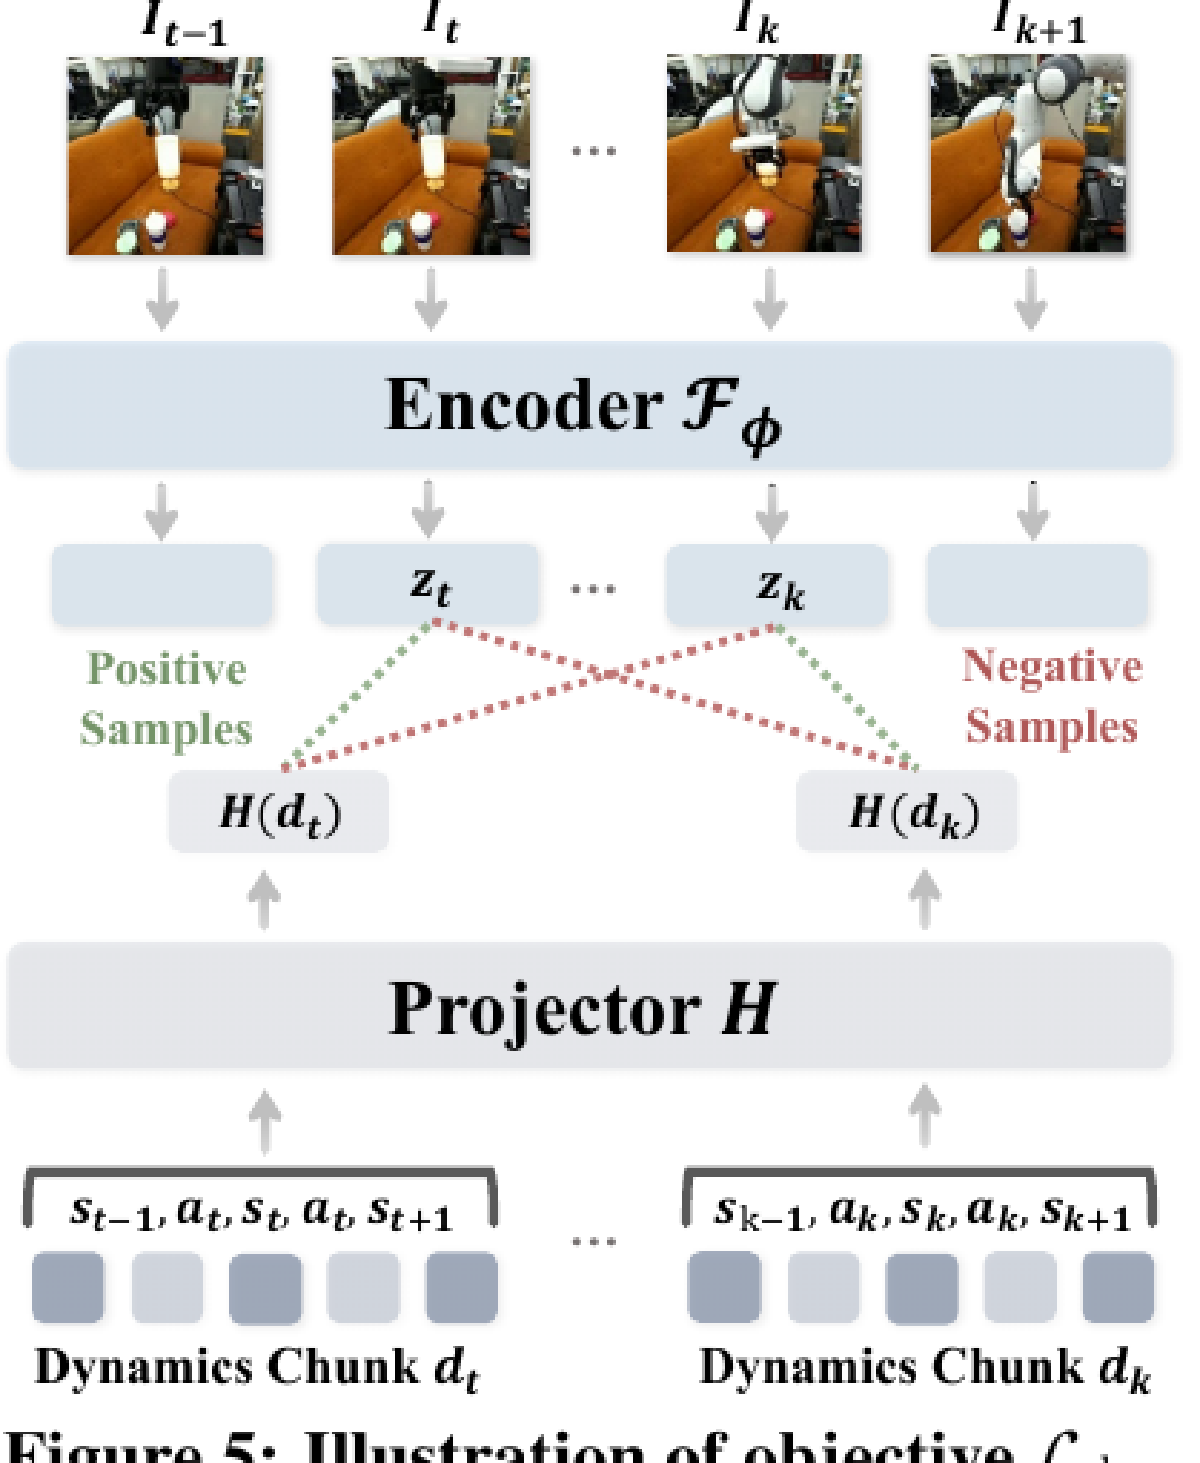 I_{t-1} I_t I_k I_{k+1}
...
Encoder \mathcal{F}_\phi
z_t ... z_k
Positive Samples
Negative Samples
H(d_t) H(d_k)
Projector H
s_{t-1}, a_t, s_t, a_t, s_{t+1} ... s_{k-1}, a_k, s_k, a_k, s_{k+1}
Dynamics Chunk d_t Dynamics Chunk d_k
Figure 5: Illustration of objective